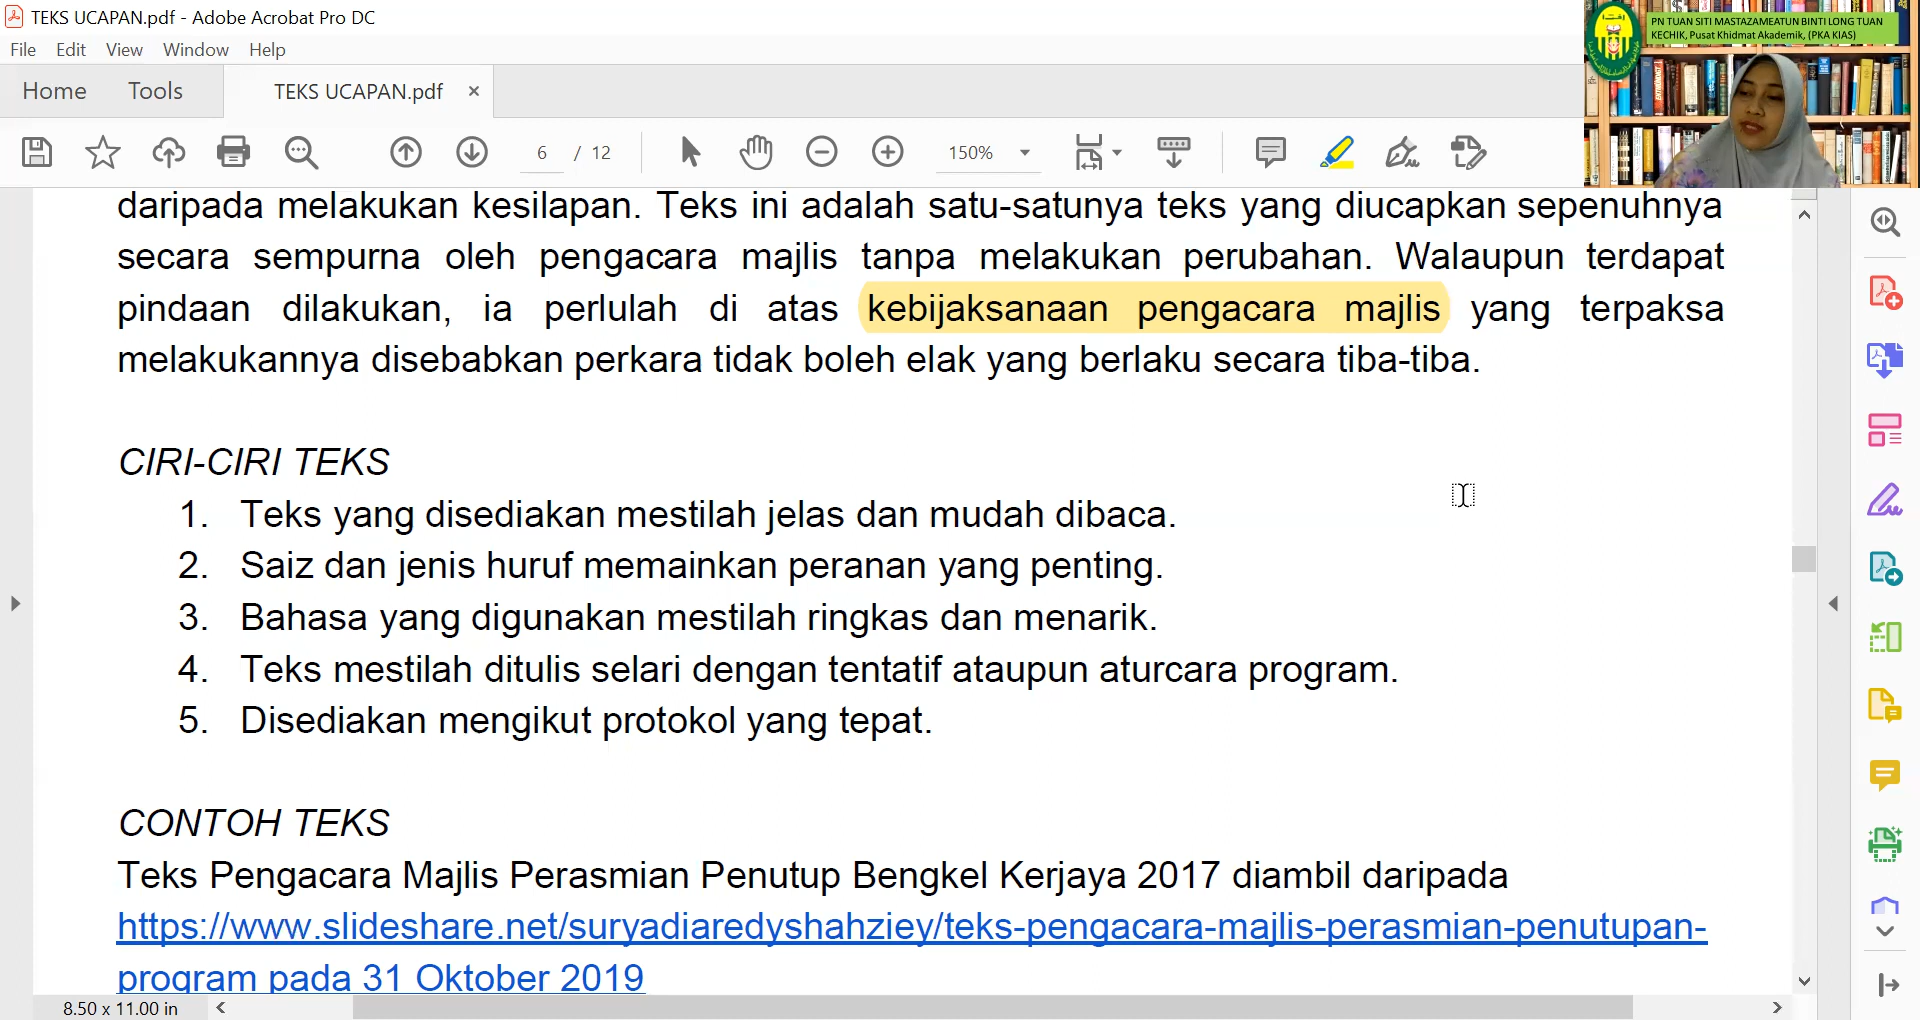 TEKS UCAPAN.pdf - Adobe Acrobat Pro DC
File Edit View Window Help
Home Tools TEKS UCAPAN.pdf ×
6 / 12 150%
PN TUAN SITI MASTAZAMEATUN BINTI LONG TUAN
KECHIK, Pusat Khidmat Akademik, (PKA KIAS)
daripada melakukan kesilapan. Teks ini adalah satu-satunya teks yang diucapkan sepenuhnya
secara sempurna oleh pengacara majlis tanpa melakukan perubahan. Walaupun terdapat
pindaan dilakukan, ia perlulah di atas kebijaksanaan pengacara majlis yang terpaksa
melakukannya disebabkan perkara tidak boleh elak yang berlaku secara tiba-tiba.
CIRI-CIRI TEKS
1. Teks yang disediakan mestilah jelas dan mudah dibaca.
2. Saiz dan jenis huruf memainkan peranan yang penting.
3. Bahasa yang digunakan mestilah ringkas dan menarik.
4. Teks mestilah ditulis selari dengan tentatif ataupun aturcara program.
5. Disediakan mengikut protokol yang tepat.
CONTOH TEKS
Teks Pengacara Majlis Perasmian Penutup Bengkel Kerjaya 2017 diambil daripada
https://www.slideshare.net/suryadiaredyshahziey/teks-pengacara-majlis-perasmian-penutupan-
program pada 31 Oktober 2019
8.50 x 11.00 in